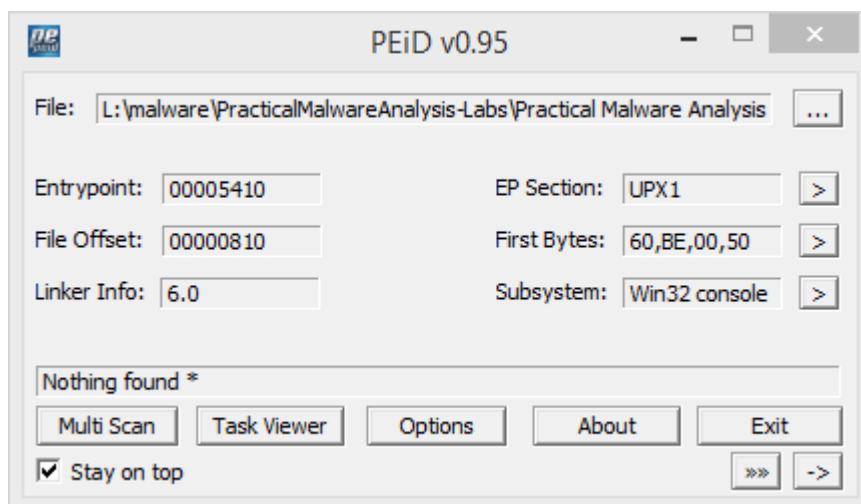 PEiD v0.95
File: L:\malware\PracticalMalwareAnalysis-Labs\Practical Malware Analysis ...
Entrypoint: 00005410 EP Section: UPX1 >
File Offset: 00000810 First Bytes: 60,BE,00,50 >
Linker Info: 6.0 Subsystem: Win32 console >
Nothing found *
Multi Scan Task Viewer Options About Exit
Stay on top »» ->